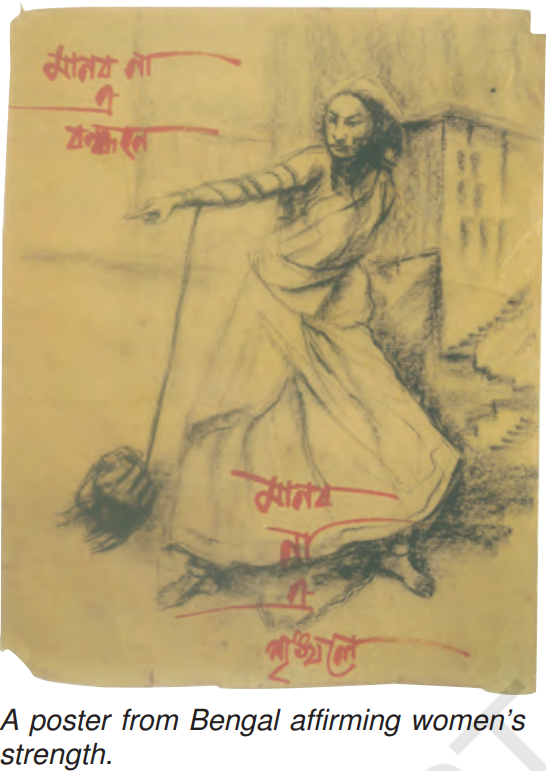 মানব না
এ
বন্ধনে
মানব
না
এ
শৃঙ্খলে
A poster from Bengal affirming women’s
strength.